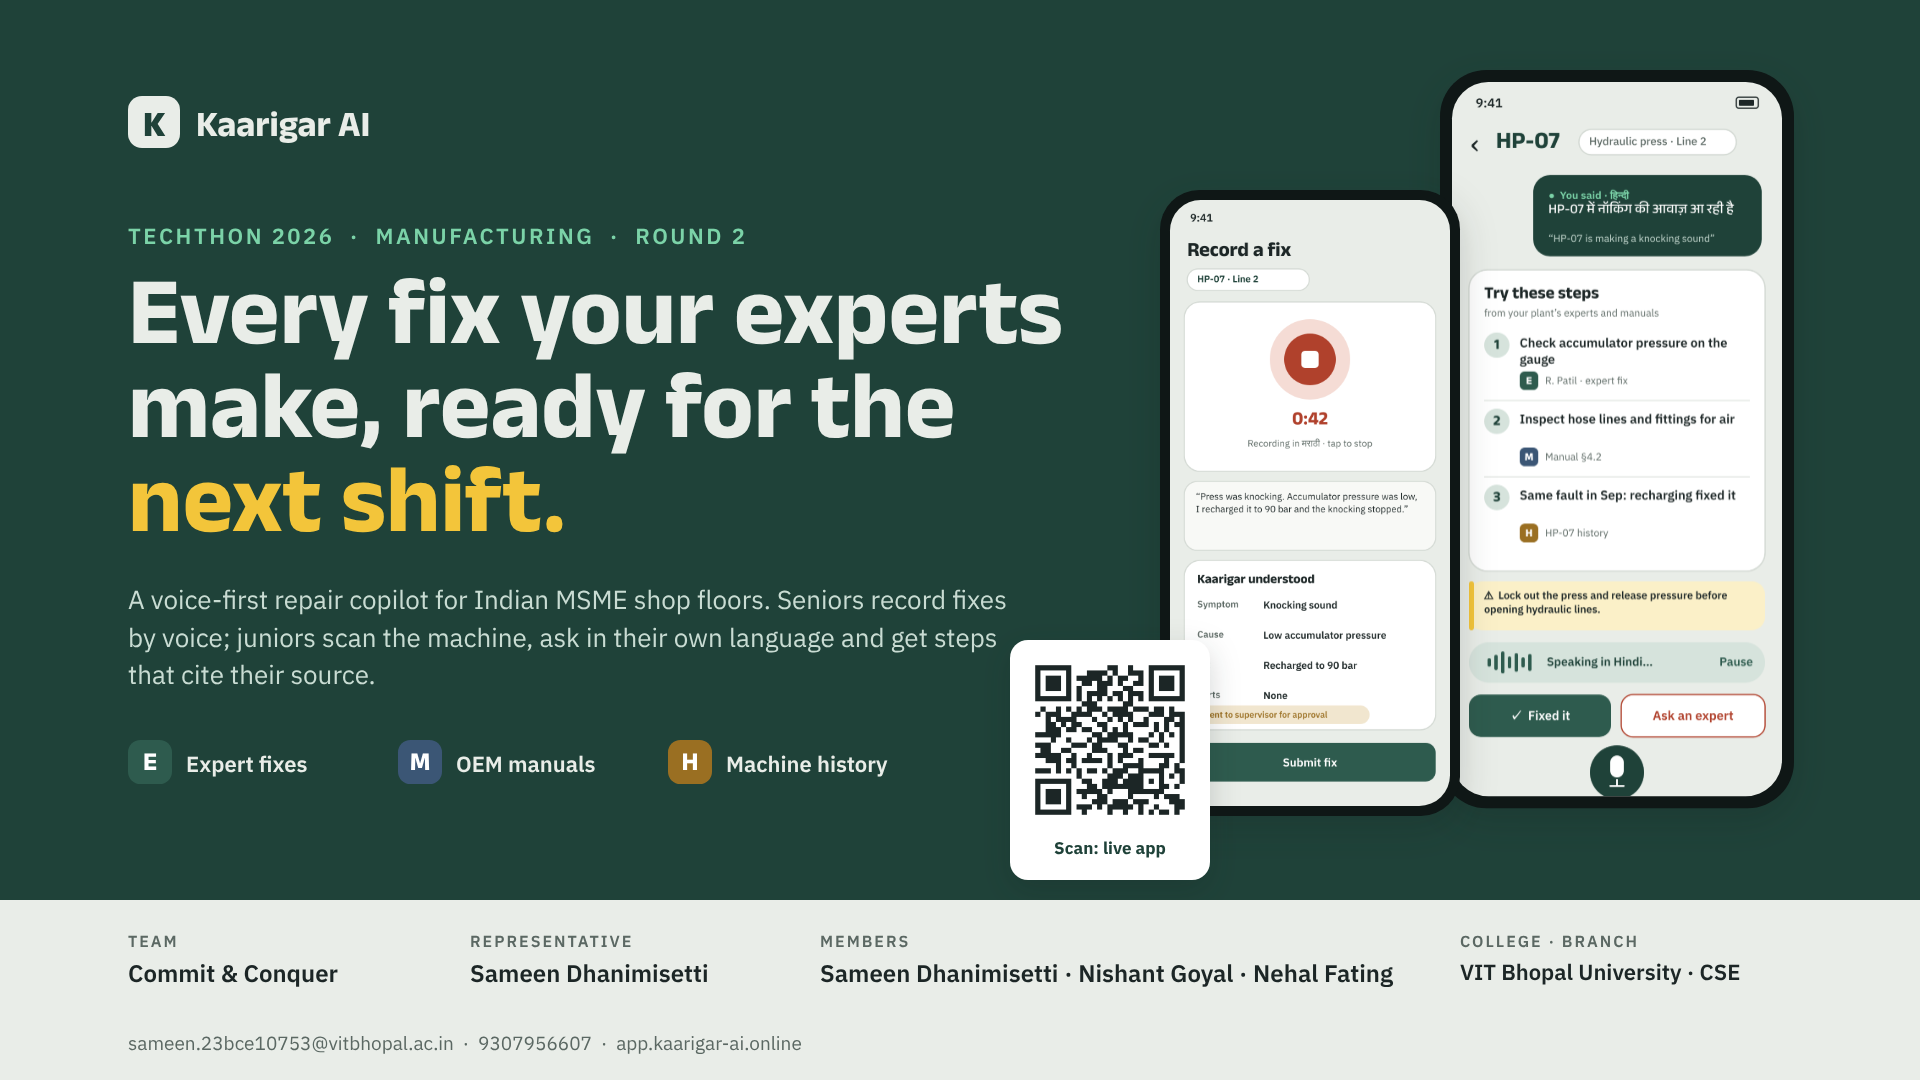 K Kaarigar AI
TECHTHON 2026 · MANUFACTURING · ROUND 2
Every fix your experts
make, ready for the
next shift.
A voice-first repair copilot for Indian MSME shop floors. Seniors record fixes
by voice; juniors scan the machine, ask in their own language and get steps
that cite their source.
E Expert fixes
M OEM manuals
H Machine history
Scan: live app
9:41
Record a fix
HP-07 · Line 2
0:42
Recording in मराठी · tap to stop
“Press was knocking. Accumulator pressure was low,
I recharged it to 90 bar and the knocking stopped.”
Kaarigar understood
Symptom Knocking sound
Cause Low accumulator pressure
Recharged to 90 bar
rts None
ent to supervisor for approval
Submit fix
9:41
‹ HP-07 Hydraulic press · Line 2
● You said · हिन्दी
HP-07 में नॉकिंग की आवाज़ आ रही है
“HP-07 is making a knocking sound”
Try these steps
from your plant’s experts and manuals
1 Check accumulator pressure on the
gauge
E R. Patil · expert fix
2 Inspect hose lines and fittings for air
M Manual §4.2
3 Same fault in Sep: recharging fixed it
H HP-07 history
⚠ Lock out the press and release pressure before
opening hydraulic lines.
Speaking in Hindi... Pause
✓ Fixed it
Ask an expert
TEAM
Commit & Conquer
REPRESENTATIVE
Sameen Dhanimisetti
MEMBERS
Sameen Dhanimisetti · Nishant Goyal · Nehal Fating
COLLEGE · BRANCH
VIT Bhopal University · CSE
sameen.23bce10753@vitbhopal.ac.in · 9307956607 · app.kaarigar-ai.online